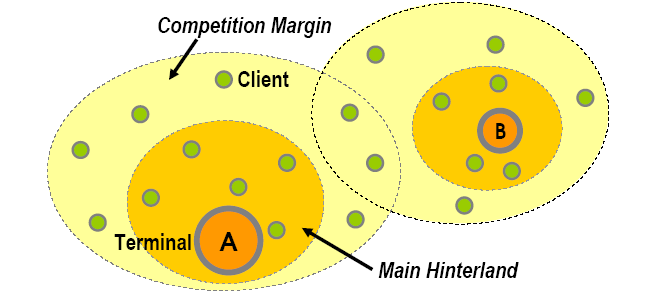 Competition Margin
Client
B
Terminal
A
Main Hinterland